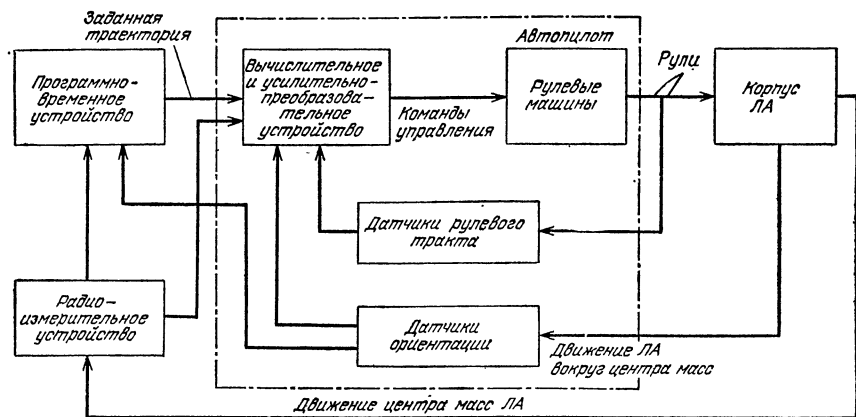 Заданная
траектория
Программно-
временное
устройство
Вычислительное
и усилительно-
преобразова-
тельное
устройство
Команды
управления
Автопилот
Рулевые
машины
Рули
Корпус
ЛА
Датчики рулевого
тракта
Радио-
измерительное
устройство
Датчики
ориентации
Движение ЛА
вокруг центра масс
Движение центра масс ЛА